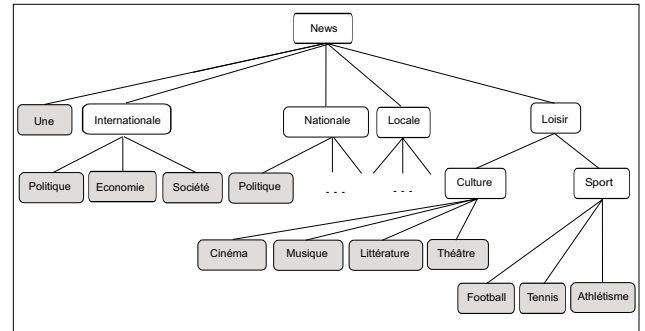 News
Une
Internationale
Nationale
Locale
Loisir
Politique
Economie
Société
Politique
- - -
- - -
Culture
Sport
Cinéma
Musique
Littérature
Théâtre
Football
Tennis
Athlétisme